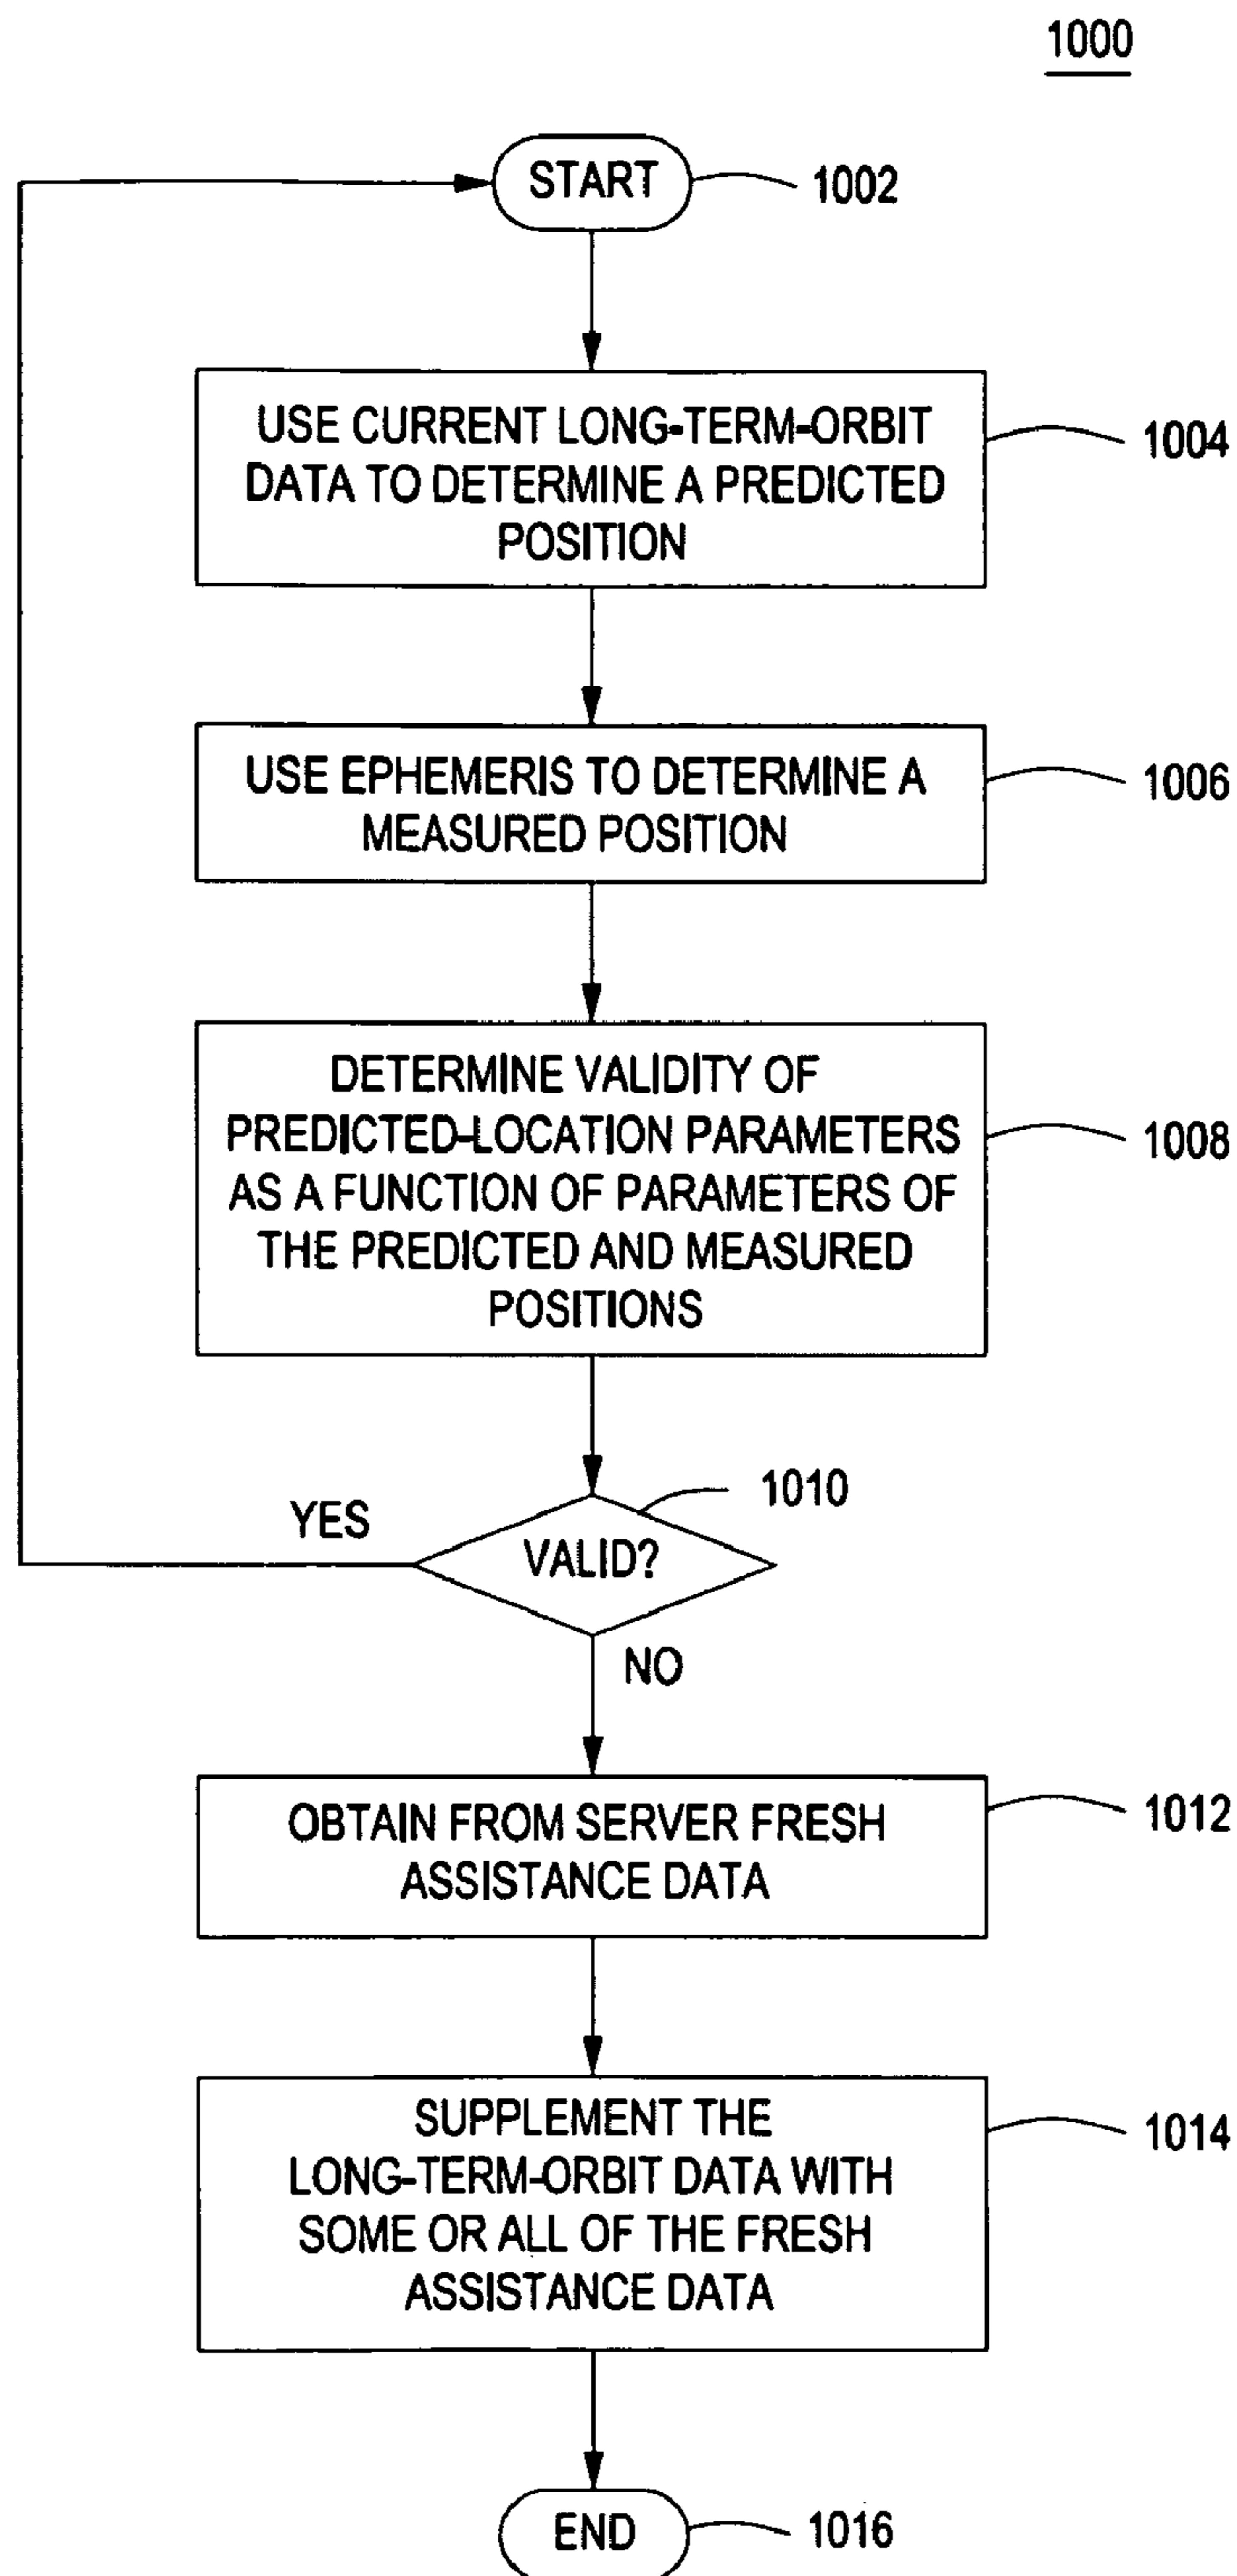 1000
START
1002
USE CURRENT LONG-TERM-ORBIT
DATA TO DETERMINE A PREDICTED
POSITION
1004
USE EPHEMERIS TO DETERMINE A
MEASURED POSITION
1006
DETERMINE VALIDITY OF
PREDICTED-LOCATION PARAMETERS
AS A FUNCTION OF PARAMETERS OF
THE PREDICTED AND MEASURED
POSITIONS
1008
1010
YES
VALID?
NO
OBTAIN FROM SERVER FRESH
ASSISTANCE DATA
1012
SUPPLEMENT THE
LONG-TERM-ORBIT DATA WITH
SOME OR ALL OF THE FRESH
ASSISTANCE DATA
1014
END
1016